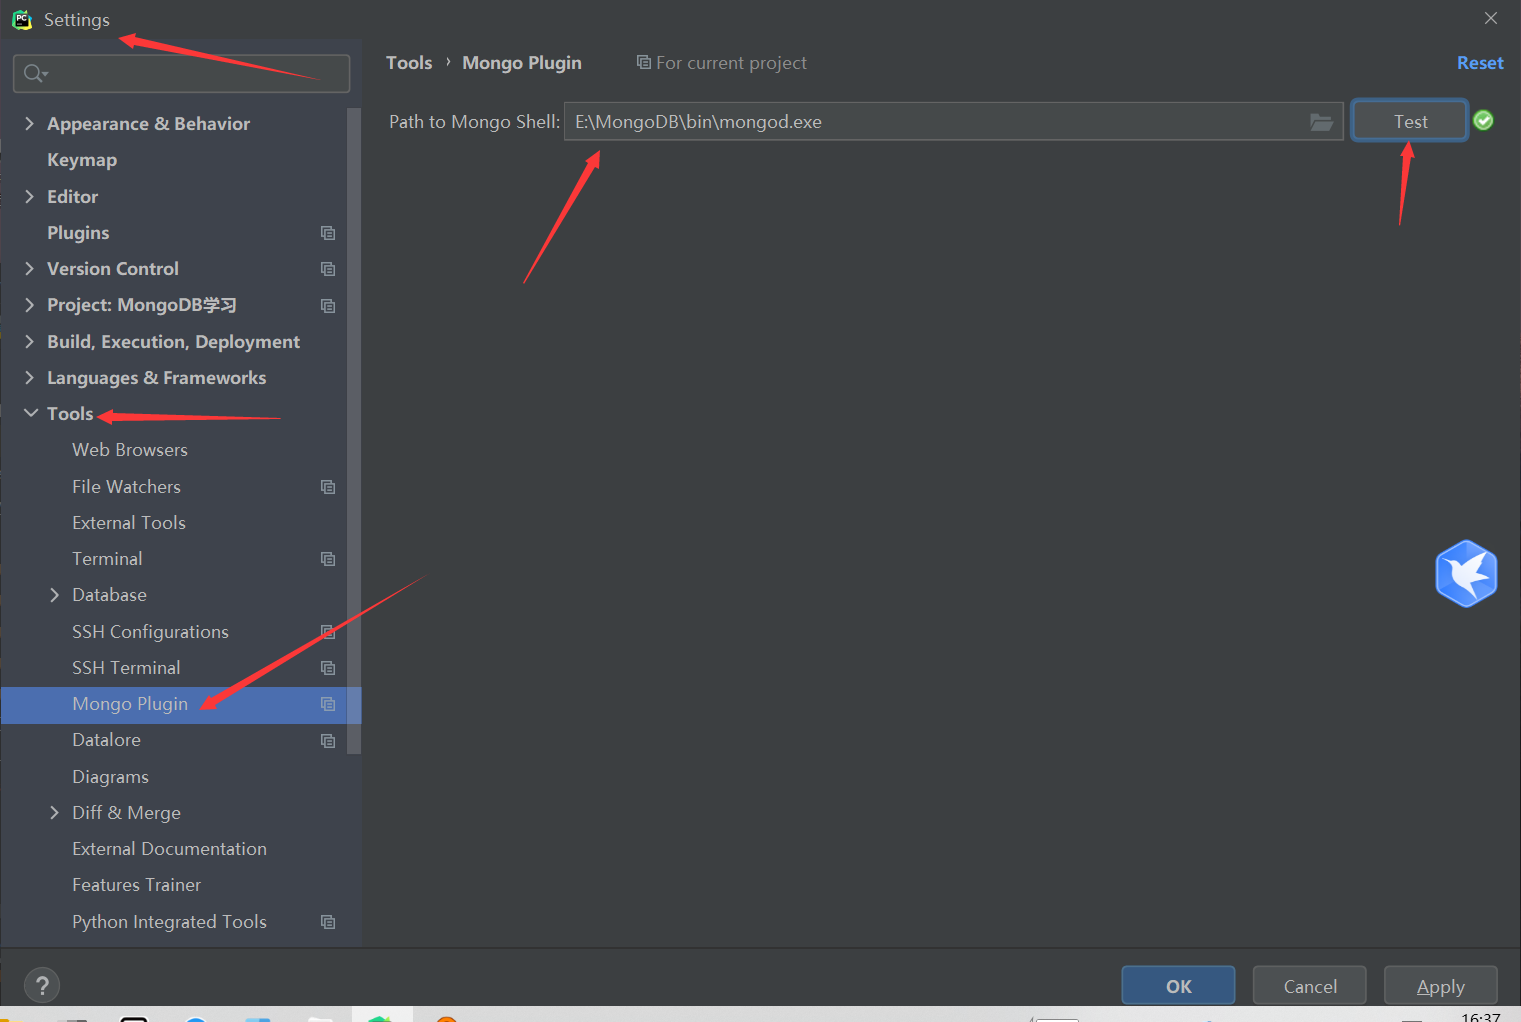 Settings
Tools › Mongo Plugin For current project Reset
Path to Mongo Shell: E:\MongoDB\bin\mongod.exe Test
Appearance & Behavior
Keymap
Editor
Plugins
Version Control
Project: MongoDB学习
Build, Execution, Deployment
Languages & Frameworks
Tools
Web Browsers
File Watchers
External Tools
Terminal
Database
SSH Configurations
SSH Terminal
Mongo Plugin
Datalore
Diagrams
Diff & Merge
External Documentation
Features Trainer
Python Integrated Tools
?
OK Cancel Apply
16:37